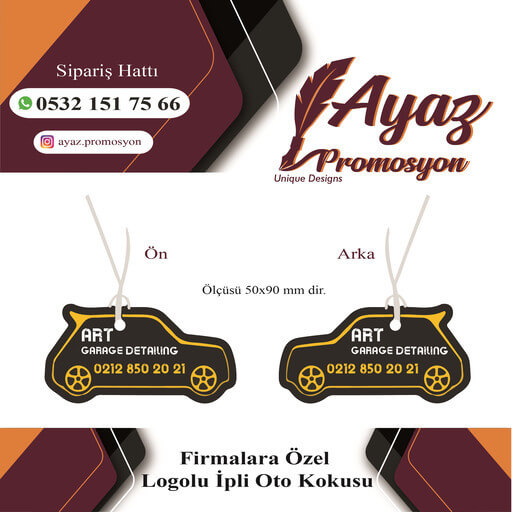 Sipariş Hattı
0532 151 75 66
ayaz.promosyon
Ayaz
Promosyon
Unique Designs
Ön
Arka
Ölçüsü 50x90 mm dir.
ART
GARAGE DETAILING
0212 850 20 21
ART
GARAGE DETAILING
0212 850 20 21
Firmalara Özel
Logolu İpli Oto Kokusu